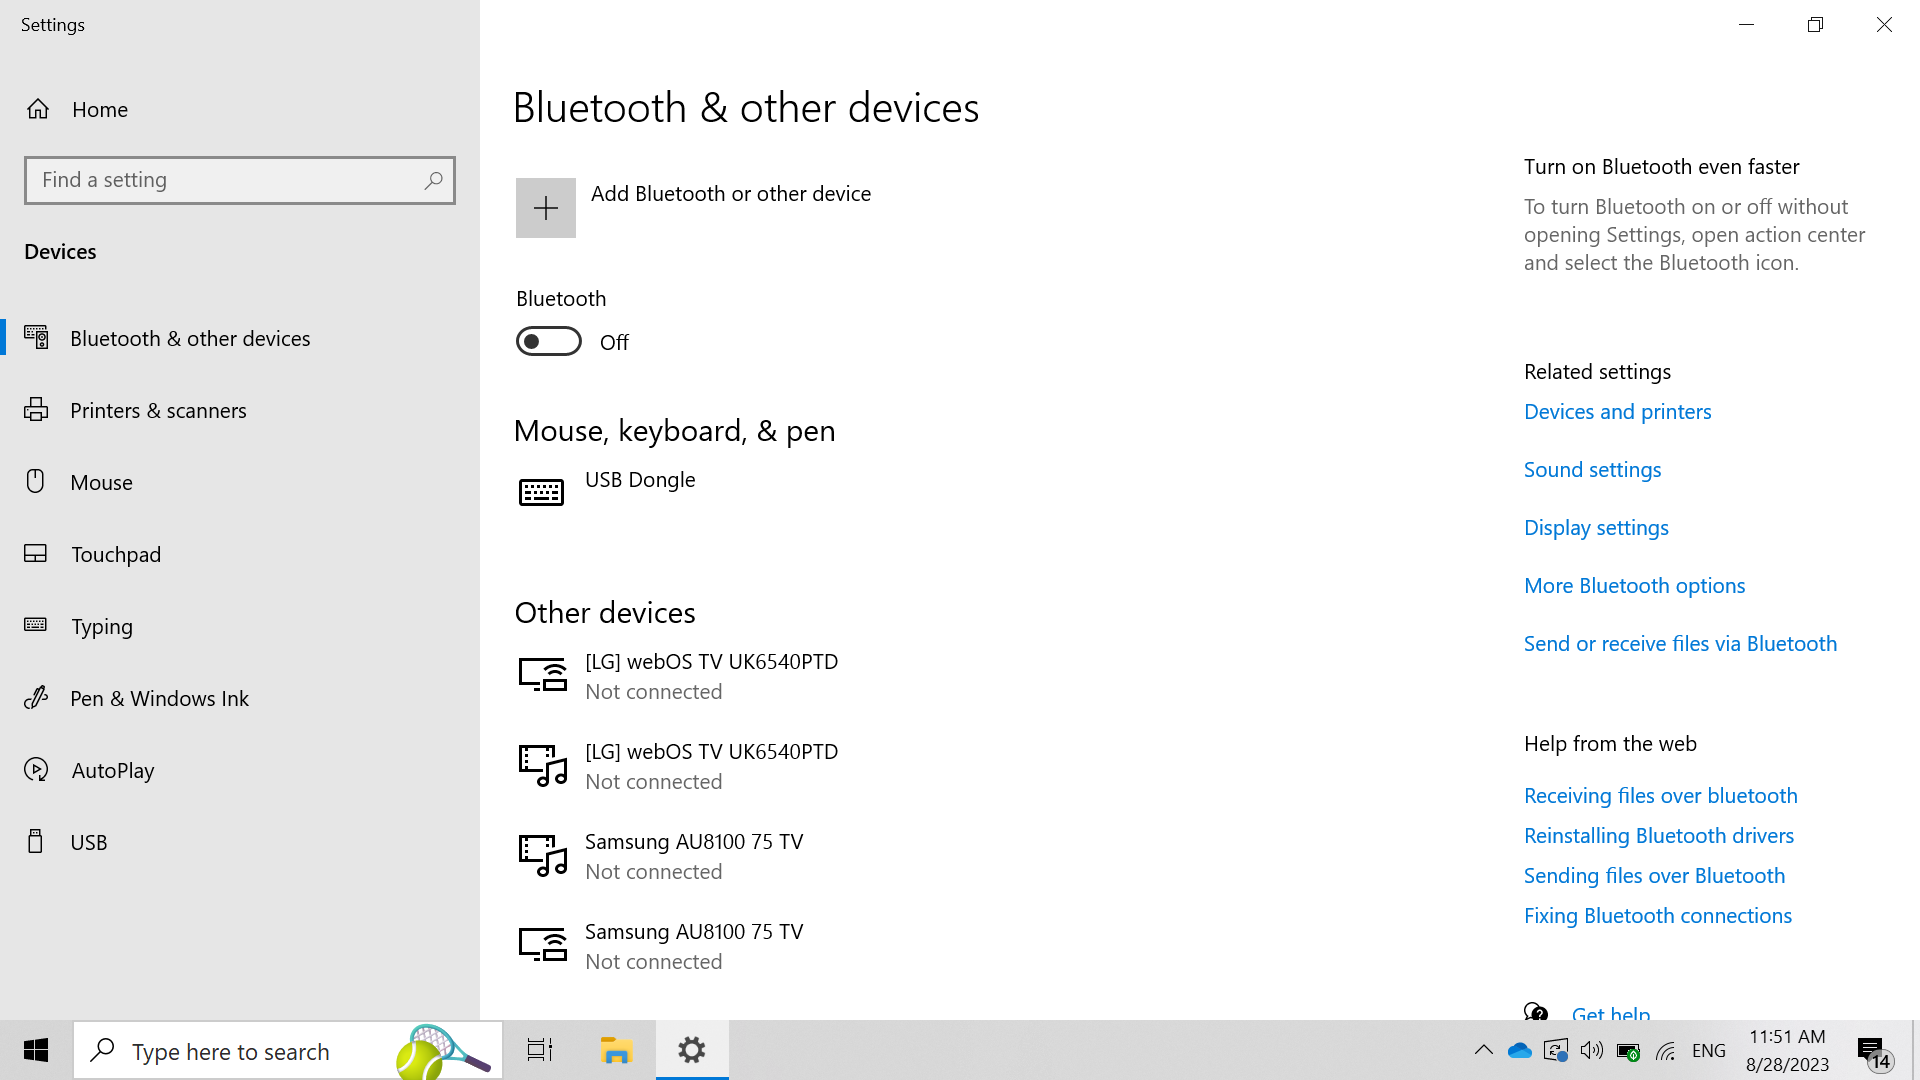 Settings
Home
Find a setting
Devices
Bluetooth & other devices
Printers & scanners
Mouse
Touchpad
Typing
Pen & Windows Ink
AutoPlay
USB
Bluetooth & other devices
Add Bluetooth or other device
Bluetooth
Off
Mouse, keyboard, & pen
USB Dongle
Other devices
[LG] webOS TV UK6540PTD
Not connected
[LG] webOS TV UK6540PTD
Not connected
Samsung AU8100 75 TV
Not connected
Samsung AU8100 75 TV
Not connected
Turn on Bluetooth even faster
To turn Bluetooth on or off without
opening Settings, open action center
and select the Bluetooth icon.
Related settings
Devices and printers
Sound settings
Display settings
More Bluetooth options
Send or receive files via Bluetooth
Help from the web
Receiving files over bluetooth
Reinstalling Bluetooth drivers
Sending files over Bluetooth
Fixing Bluetooth connections
Get help
Type here to search
ENG
11:51 AM
8/28/2023
14